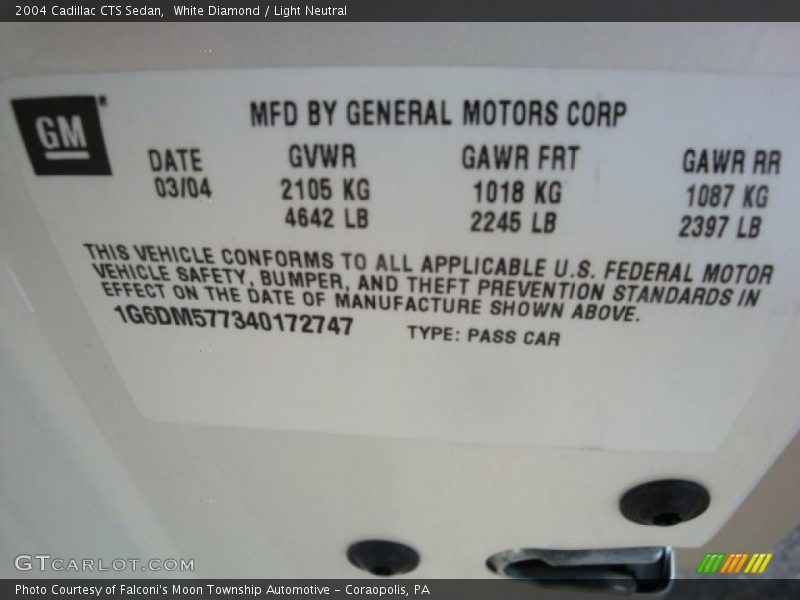 2004 Cadillac CTS Sedan,  White Diamond / Light Neutral
GM
MFD BY GENERAL MOTORS CORP
DATE GVWR GAWR FRT GAWR RR
03/04 2105 KG 1018 KG 1087 KG
4642 LB 2245 LB 2397 LB
THIS VEHICLE CONFORMS TO ALL APPLICABLE U.S. FEDERAL MOTOR
VEHICLE SAFETY, BUMPER, AND THEFT PREVENTION STANDARDS IN
EFFECT ON THE DATE OF MANUFACTURE SHOWN ABOVE.
1G6DM577340172747 TYPE: PASS CAR
GTCARLOT.COM
Photo Courtesy of Falconi's Moon Township Automotive - Coraopolis, PA